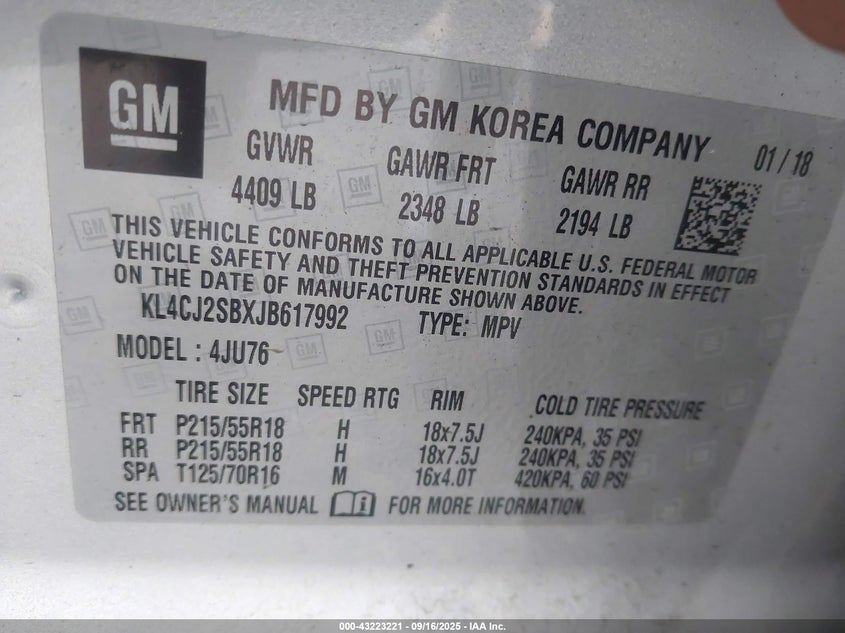 GM
MFD BY GM KOREA COMPANY
01 / 18
GVWR GAWR FRT GAWR RR
4409 LB 2348 LB 2194 LB
THIS VEHICLE CONFORMS TO ALL APPLICABLE U.S. FEDERAL MOTOR
VEHICLE SAFETY AND THEFT PREVENTION STANDARDS IN EFFECT
ON THE DATE OF MANUFACTURE SHOWN ABOVE.
KL4CJ2SBXJB617992 TYPE: MPV
MODEL : 4JU76
TIRE SIZE SPEED RTG RIM COLD TIRE PRESSURE
FRT P215/55R18 H 18x7.5J 240KPA, 35 PSI
RR P215/55R18 H 18x7.5J 240KPA, 35 PSI
SPA T125/70R16 M 16x4.0T 420KPA, 60 PSI
SEE OWNER'S MANUAL i FOR MORE INFORMATION.
000-43223221 - 09/16/2025 - IAA Inc.